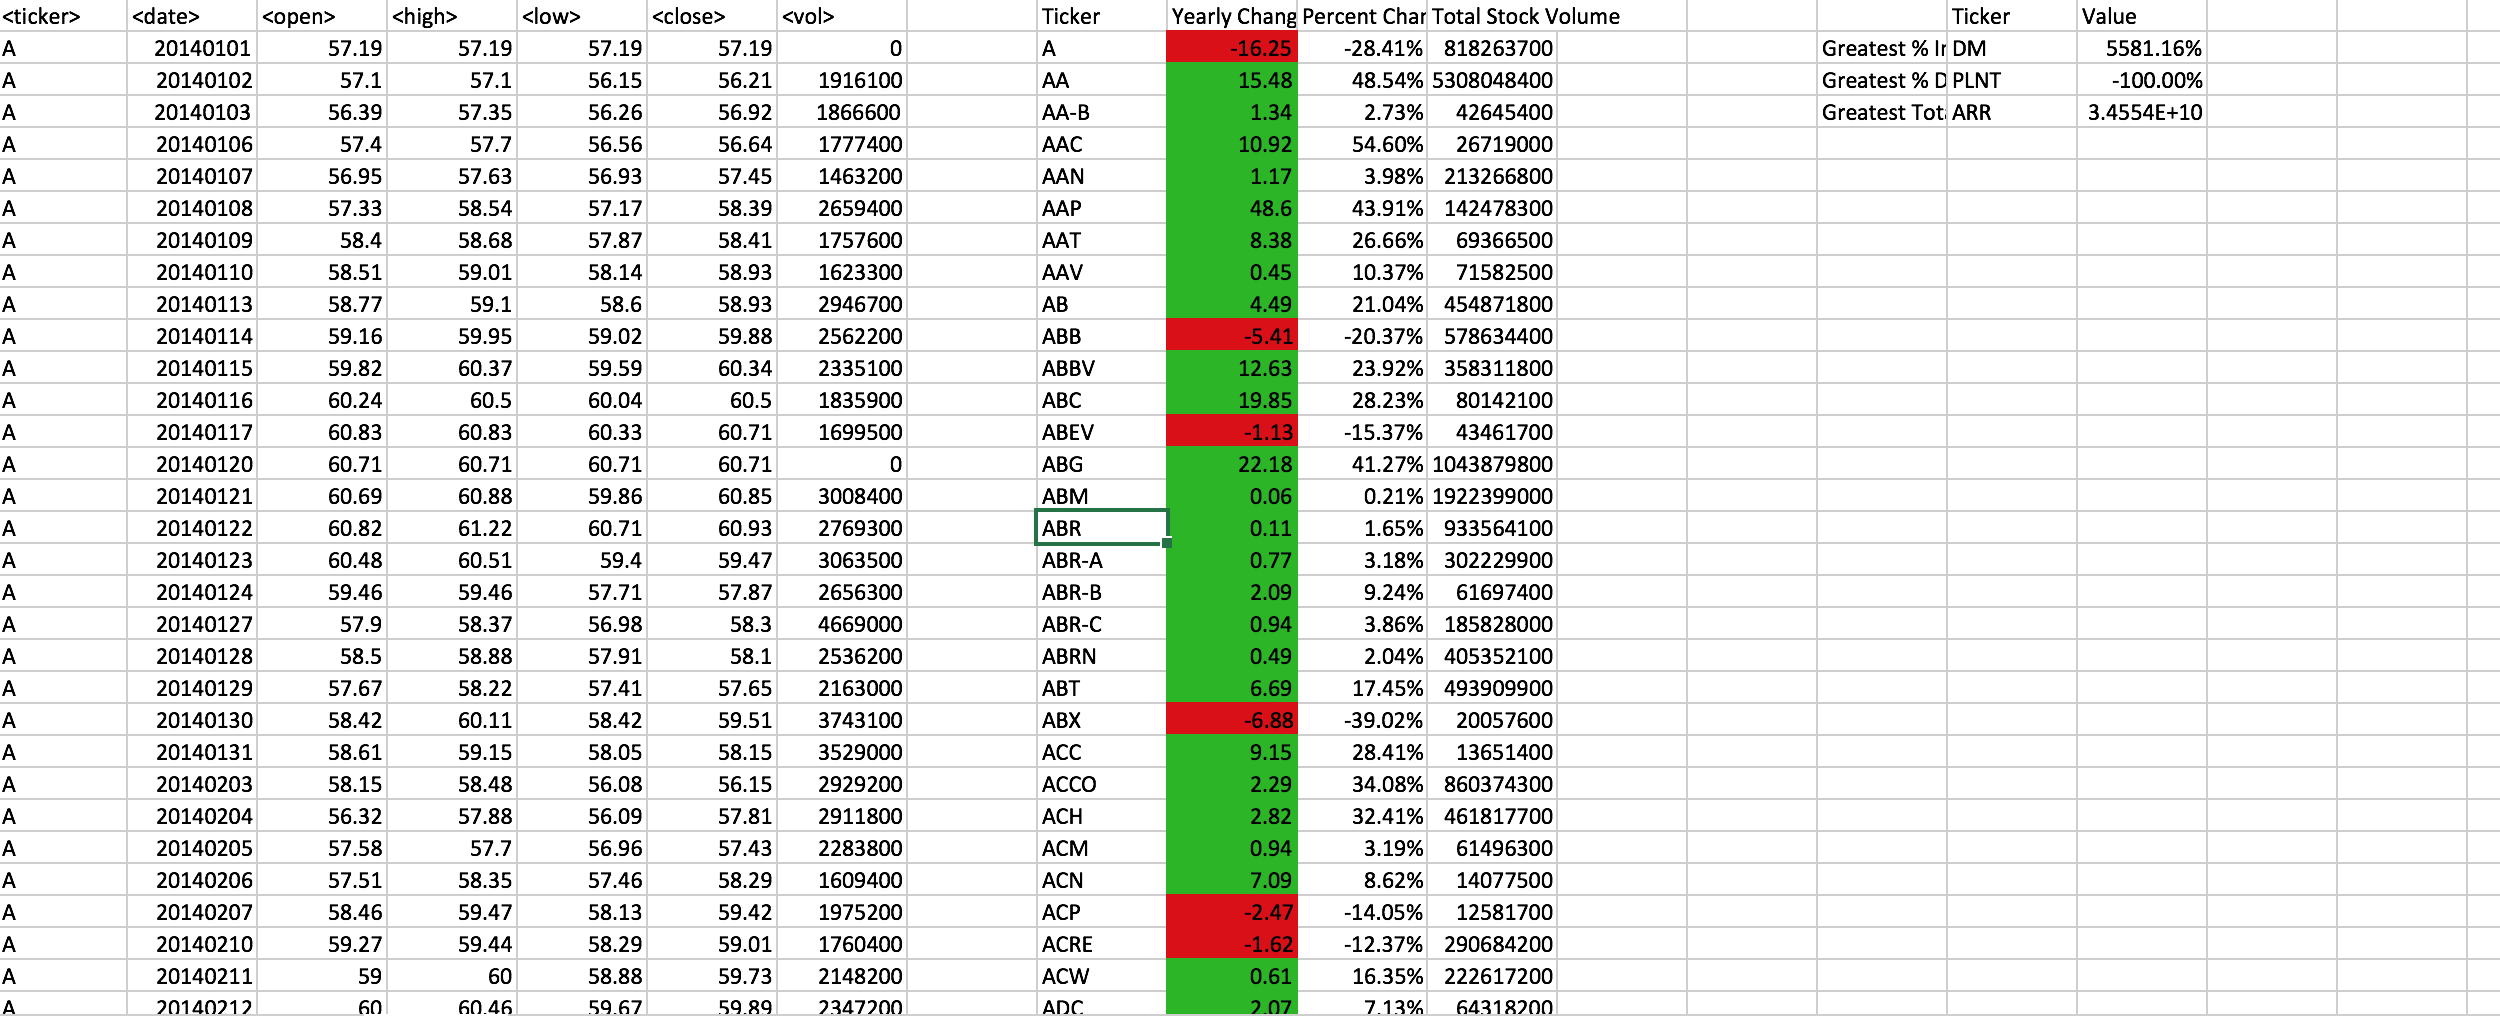 <ticker> <date> <open> <high> <low> <close> <vol> Ticker Yearly Chang Percent Char Total Stock Volume Ticker Value
A 20140101 57.19 57.19 57.19 57.19 0 A -16.25 -28.41% 818263700 Greatest % Ir DM 5581.16%
A 20140102 57.1 57.1 56.15 56.21 1916100 AA 15.48 48.54% 5308048400 Greatest % D PLNT -100.00%
A 20140103 56.39 57.35 56.26 56.92 1866600 AA-B 1.34 2.73% 42645400 Greatest Tot ARR 3.4554E+10
A 20140106 57.4 57.7 56.56 56.64 1777400 AAC 10.92 54.60% 26719000
A 20140107 56.95 57.63 56.93 57.45 1463200 AAN 1.17 3.98% 213266800
A 20140108 57.33 58.54 57.17 58.39 2659400 AAP 48.6 43.91% 142478300
A 20140109 58.4 58.68 57.87 58.41 1757600 AAT 8.38 26.66% 69366500
A 20140110 58.51 59.01 58.14 58.93 1623300 AAV 0.45 10.37% 71582500
A 20140113 58.77 59.1 58.6 58.93 2946700 AB 4.49 21.04% 454871800
A 20140114 59.16 59.95 59.02 59.88 2562200 ABB -5.41 -20.37% 578634400
A 20140115 59.82 60.37 59.59 60.34 2335100 ABBV 12.63 23.92% 358311800
A 20140116 60.24 60.5 60.04 60.5 1835900 ABC 19.85 28.23% 80142100
A 20140117 60.83 60.83 60.33 60.71 1699500 ABEV -1.13 -15.37% 43461700
A 20140120 60.71 60.71 60.71 60.71 0 ABG 22.18 41.27% 1043879800
A 20140121 60.69 60.88 59.86 60.85 3008400 ABM 0.06 0.21% 1922399000
A 20140122 60.82 61.22 60.71 60.93 2769300 ABR 0.11 1.65% 933564100
A 20140123 60.48 60.51 59.4 59.47 3063500 ABR-A 0.77 3.18% 302229900
A 20140124 59.46 59.46 57.71 57.87 2656300 ABR-B 2.09 9.24% 61697400
A 20140127 57.9 58.37 56.98 58.3 4669000 ABR-C 0.94 3.86% 185828000
A 20140128 58.5 58.88 57.91 58.1 2536200 ABRN 0.49 2.04% 405352100
A 20140129 57.67 58.22 57.41 57.65 2163000 ABT 6.69 17.45% 493909900
A 20140130 58.42 60.11 58.42 59.51 3743100 ABX -6.88 -39.02% 20057600
A 20140131 58.61 59.15 58.05 58.15 3529000 ACC 9.15 28.41% 13651400
A 20140203 58.15 58.48 56.08 56.15 2929200 ACCO 2.29 34.08% 860374300
A 20140204 56.32 57.88 56.09 57.81 2911800 ACH 2.82 32.41% 461817700
A 20140205 57.58 57.7 56.96 57.43 2283800 ACM 0.94 3.19% 61496300
A 20140206 57.51 58.35 57.46 58.29 1609400 ACN 7.09 8.62% 14077500
A 20140207 58.46 59.47 58.13 59.42 1975200 ACP -2.47 -14.05% 12581700
A 20140210 59.27 59.44 58.29 59.01 1760400 ACRE -1.62 -12.37% 290684200
A 20140211 59 60 58.88 59.73 2148200 ACW 0.61 16.35% 222617200
A 20140212 60 60.46 59.67 59.89 2347200 ADC 2.07 7.13% 64318200